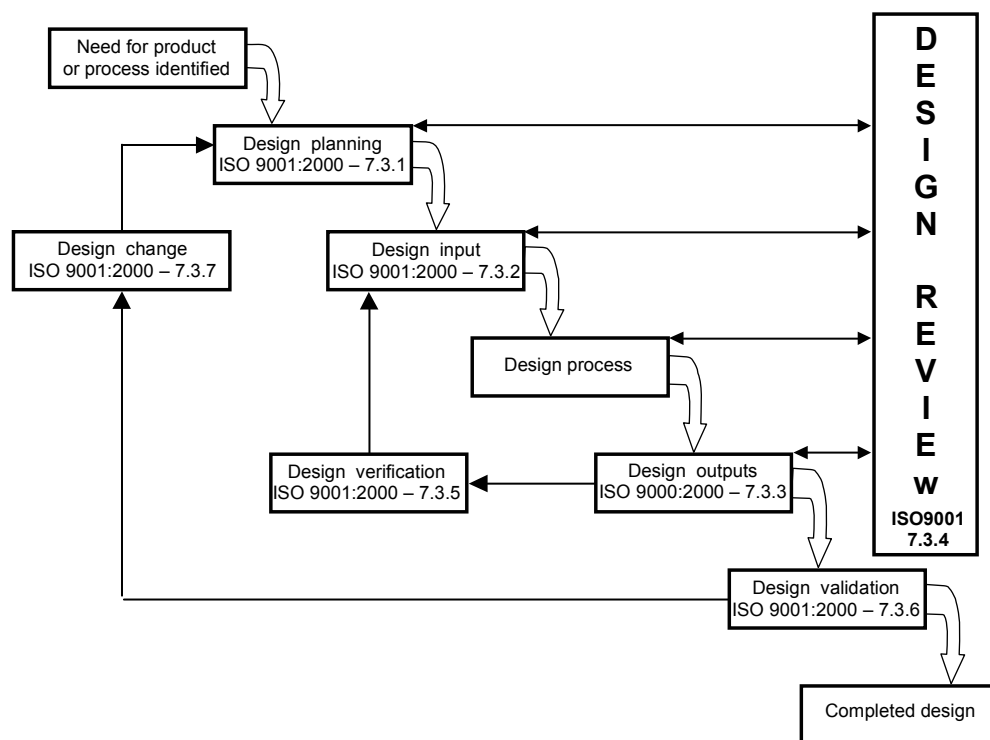 Need for product
or process identified
Design planning
ISO 9001:2000 – 7.3.1
Design change
ISO 9001:2000 – 7.3.7
Design input
ISO 9001:2000 – 7.3.2
Design process
Design verification
ISO 9001:2000 – 7.3.5
Design outputs
ISO 9000:2000 – 7.3.3
Design validation
ISO 9001:2000 – 7.3.6
Completed design
D
E
S
I
G
N
R
E
V
I
E
w
ISO9001
7.3.4